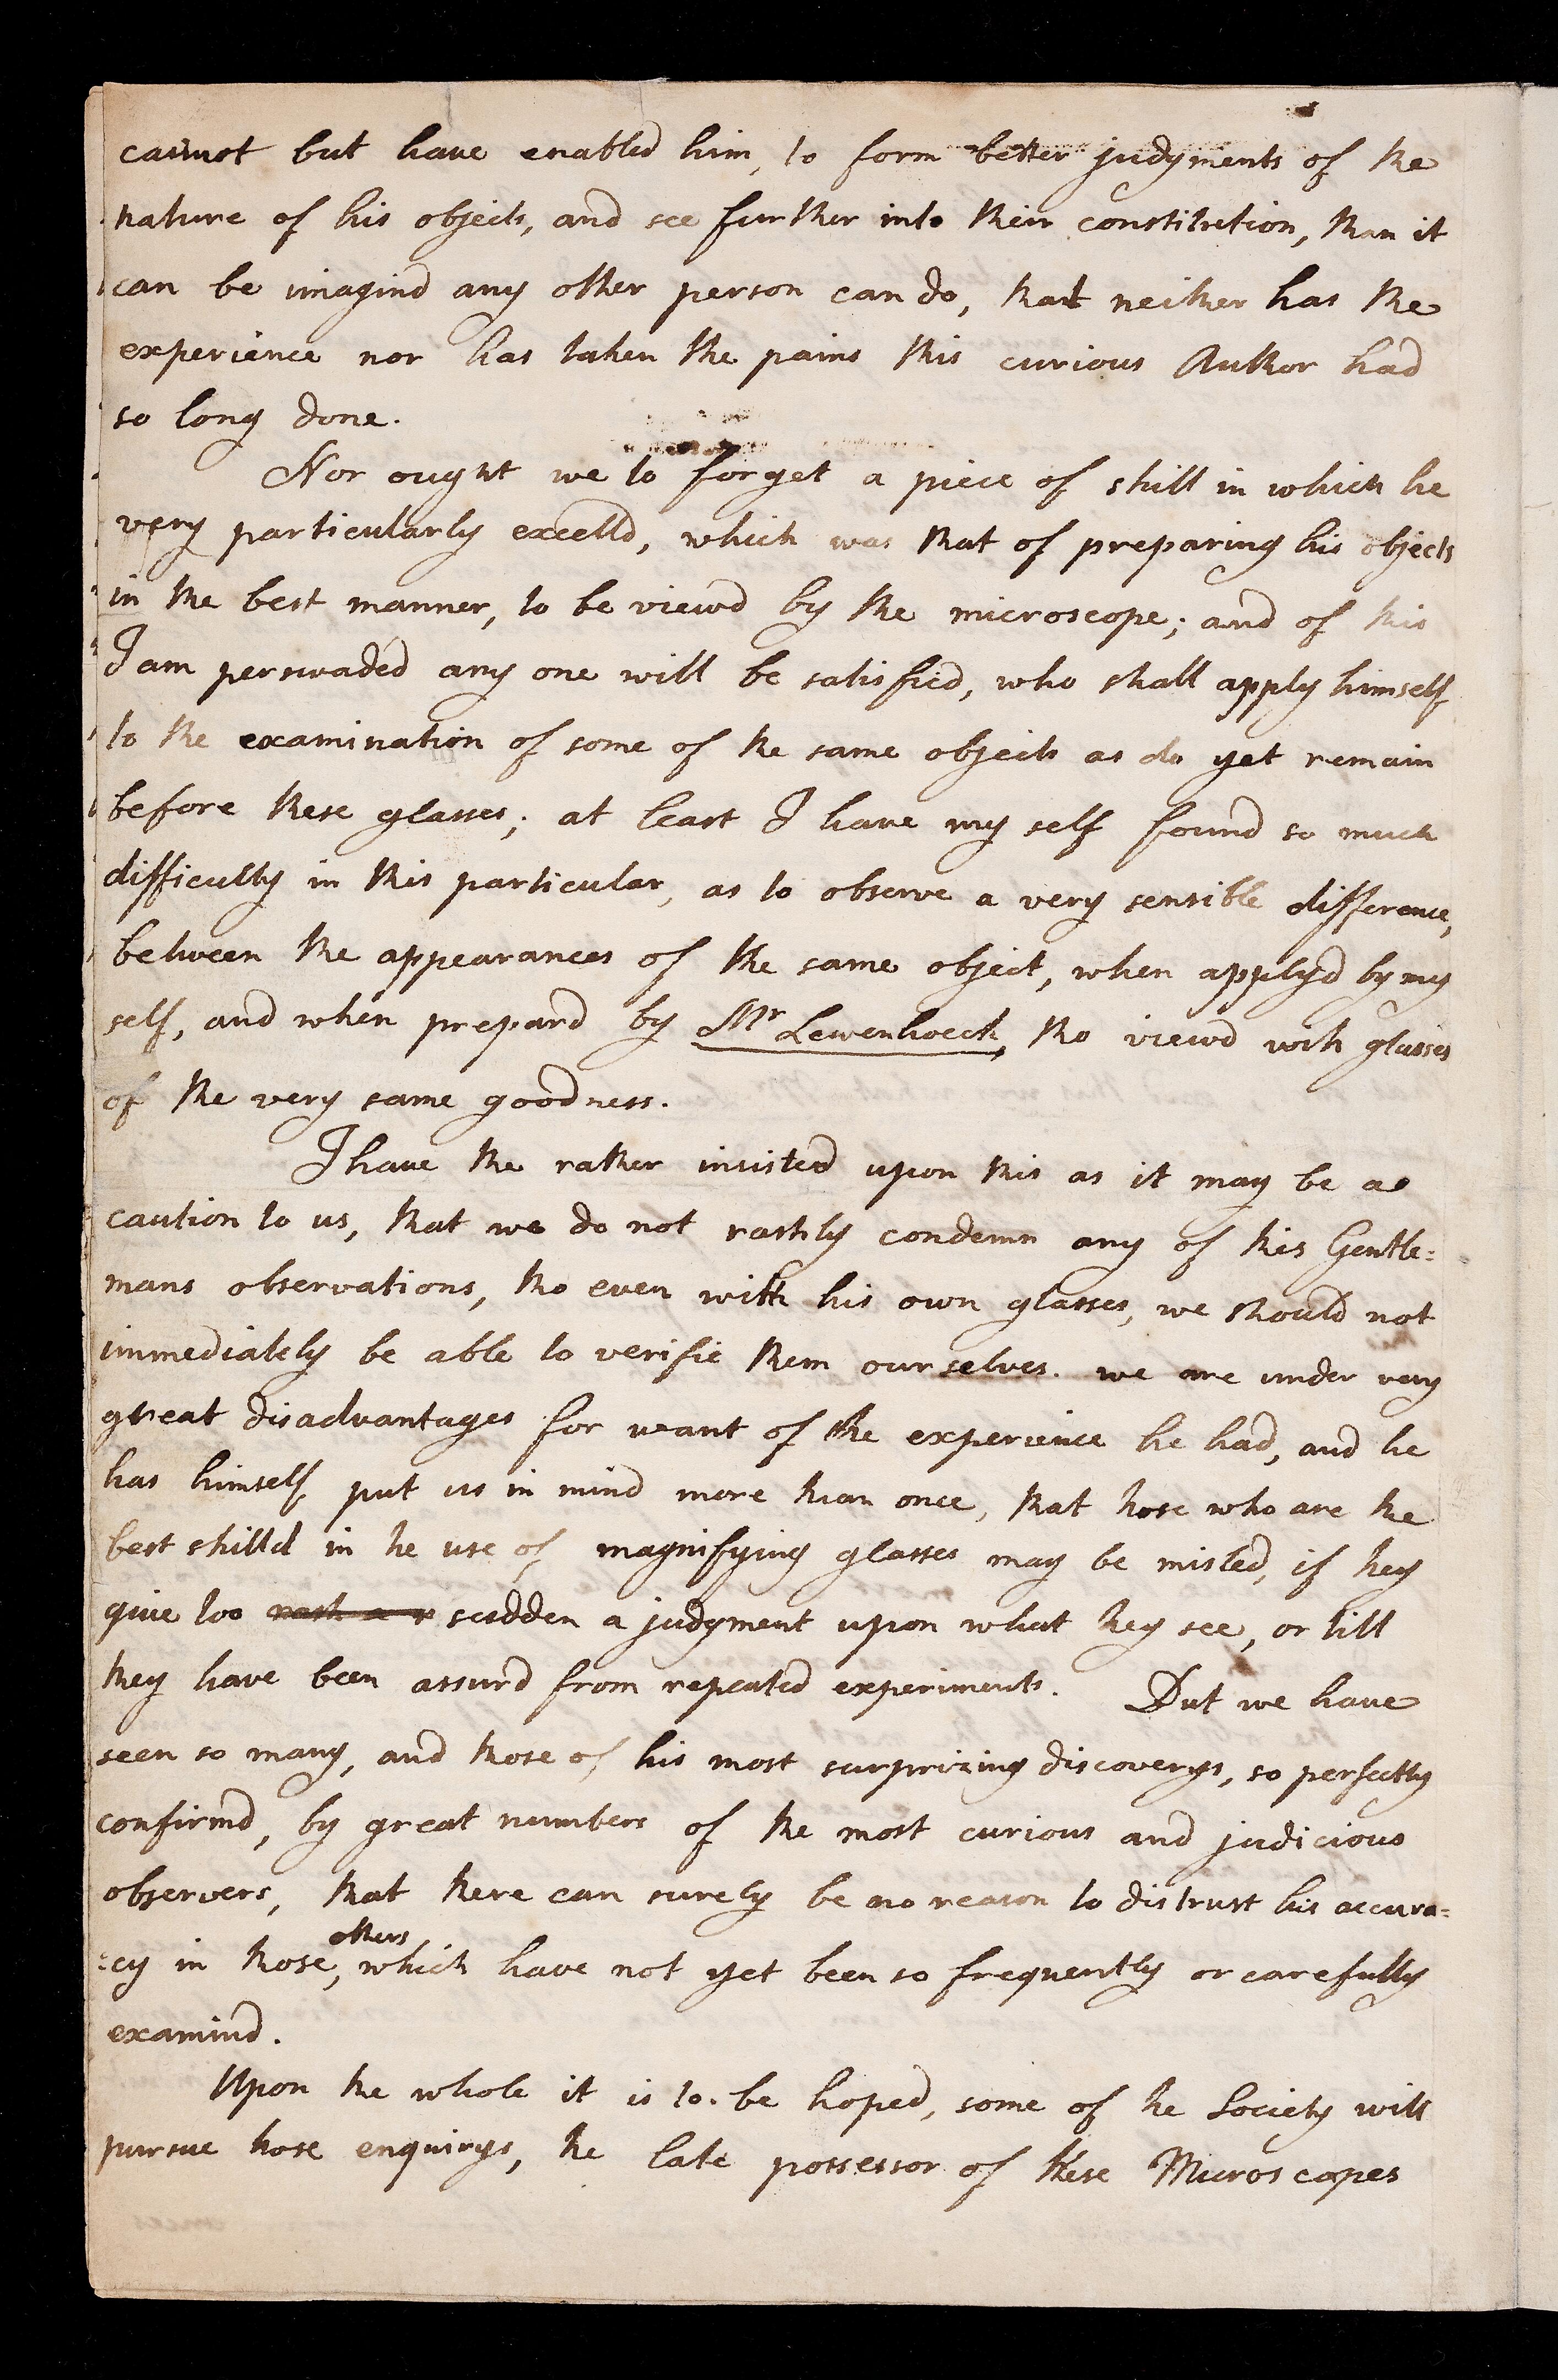 cannot but have enabled him, to form better judgments of the
nature of his objects, and see further into their constitution, than it
can be imagind any other person can do, that neither has the
experience nor has taken the pains this curious Author had
so long done.
Nor ought we to forget a piece of skill in which he
very particularly excelld, which was that of preparing his objects
in the best manner, to be viewd by the microscope; and of this
I am perswaded any one will be satisfied, who shall apply himself
to the examination of some of the same objects as do yet remain
before these glasses; at least I have my self found so much
difficulty in this particular, as to observe a very sensible difference,
between the appearances of the same object, when applyd by my
self, and when prepard by Mr Lewenhoeck, tho viewd with glasses
of the very same goodness.
I have the rather insisted upon this as it may be a
caution to us, that we do not rashly condemn any of this Gentle=
mans observations, tho even with his own glasses, we should not
immediately be able to verifie them ourselves. we are under very
great disadvantages for want of the experience he had, and he
has himself put us in mind more than once, that those who are the
best skilld in the use of magnifying glasses may be misled, if they
give too rash a sudden a judgment upon what they see, or till
they have been assurd from repeated experiments. But we have
seen so many, and those of his most surprizing discoverys, so perfectly
confirmd, by great numbers of the most curious and judicious
observers, that there can surely be no reason to distrust his accura=
=cy in those, others which have not yet been so frequently or carefully
examind.
Upon the whole it is to be hoped, some of the Society will
pursue those enquirys, the late possessor of these Microscopes